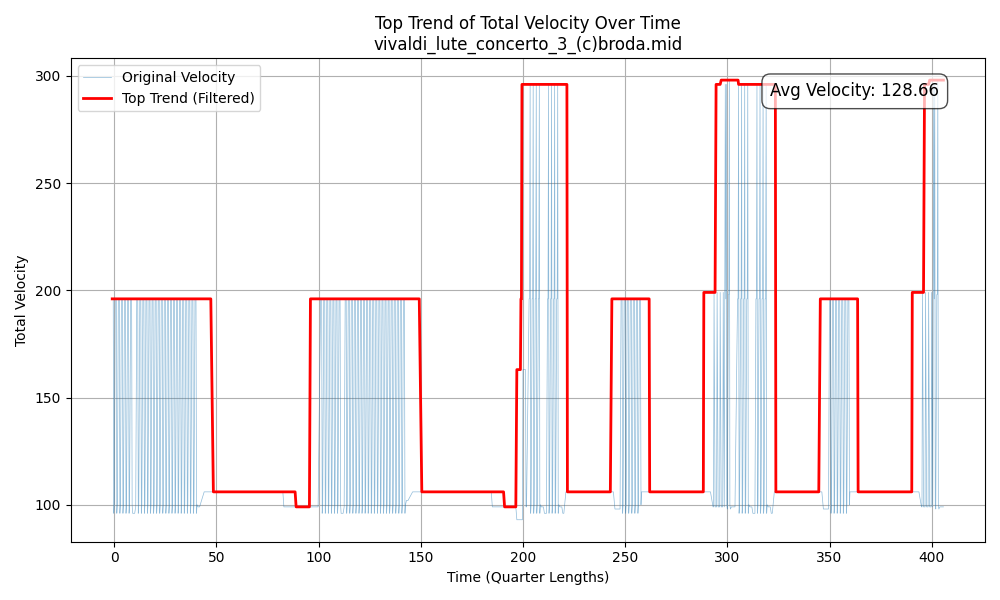 Top Trend of Total Velocity Over Time
vivaldi_lute_concerto_3_(c)broda.mid
Original Velocity
Top Trend (Filtered)
Avg Velocity: 128.66
Total Velocity
300
250
200
150
100
0 50 100 150 200 250 300 350 400
Time (Quarter Lengths)